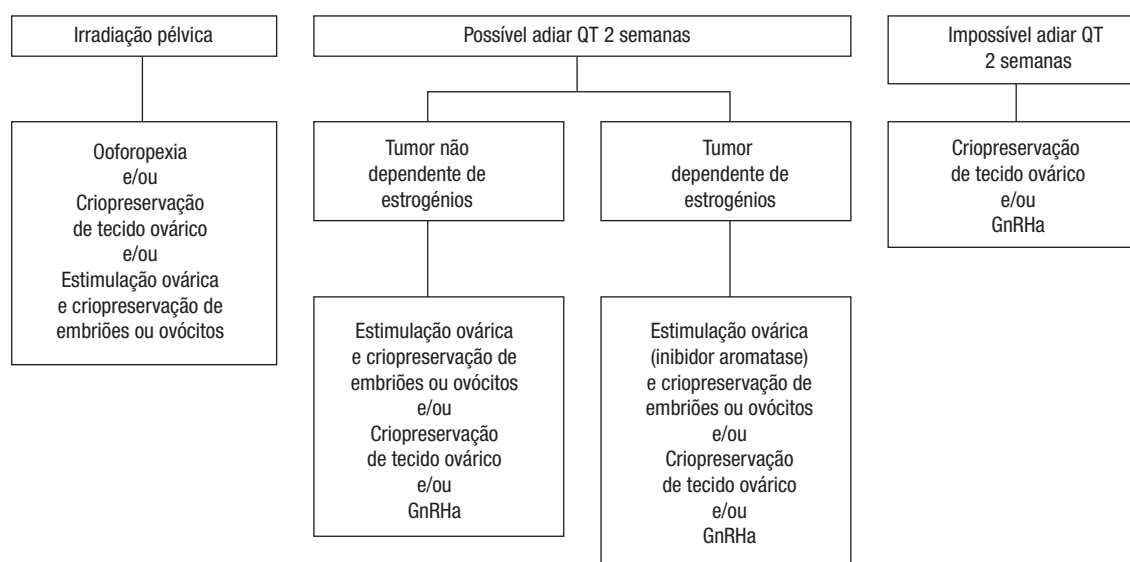 Irradiação pélvica
Possível adiar QT 2 semanas
Impossível adiar QT
2 semanas
Ooforopexia
e/ou
Criopreservação
de tecido ovárico
e/ou
Estimulação ovárica
e criopreservação de
embriões ou ovócitos
Tumor não
dependente de
estrogénios
Tumor
dependente de
estrogénios
Criopreservação
de tecido ovárico
e/ou
GnRHa
Estimulação ovárica
e criopreservação de
embriões ou ovócitos
e/ou
Criopreservação
de tecido ovárico
e/ou
GnRHa
Estimulação ovárica
(inibidor aromatase)
e criopreservação de
embriões ou ovócitos
e/ou
Criopreservação
de tecido ovárico
e/ou
GnRHa